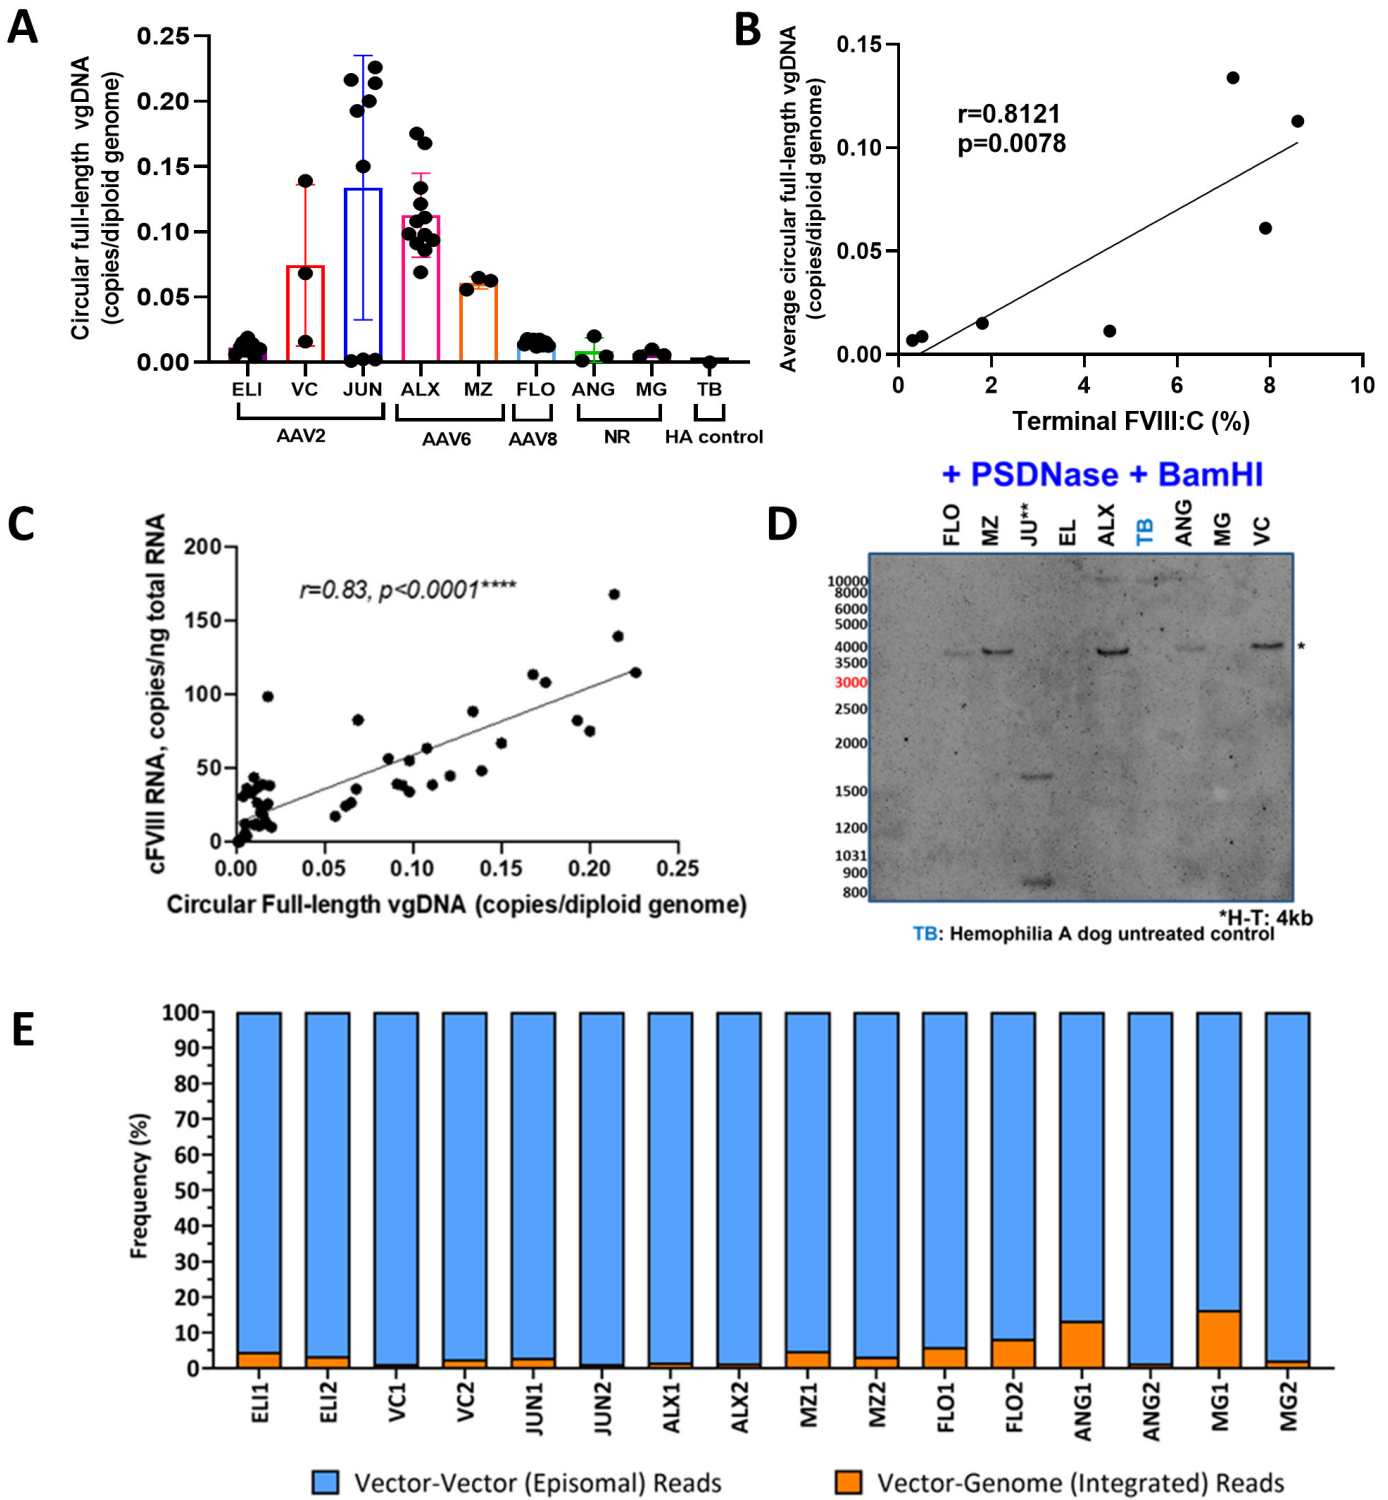 A
Circular full-length vgDNA
(copies/diploid genome)
0.25
0.20
0.15
0.10
0.05
0.00
ELI VC JUN ALX MZ FLO ANG MG TB
AAV2 AAV6 AAV8 NR HA control
B
Average circular full-length vgDNA
(copies/diploid genome)
0.15
0.10
0.05
0.00
r=0.8121
p=0.0078
0 2 4 6 8 10
Terminal FVIII:C (%)
C
cFVIII RNA, copies/ng total RNA
200
150
100
50
0
r=0.83, p<0.0001****
0.00 0.05 0.10 0.15 0.20 0.25
Circular Full-length vgDNA (copies/diploid genome)
D
+ PSDNase + BamHI
FLO MZ JU** EL ALX TB ANG MG VC
10000
8000
6000
5000
4000
3500
3000
2500
2000
1500
1200
1031
900
800
*
*H-T: 4kb
TB: Hemophilia A dog untreated control
E
Frequency (%)
100
90
80
70
60
50
40
30
20
10
0
ELI1 ELI2 VC1 VC2 JUN1 JUN2 ALX1 ALX2 MZ1 MZ2 FLO1 FLO2 ANG1 ANG2 MG1 MG2
Vector-Vector (Episomal) Reads
Vector-Genome (Integrated) Reads